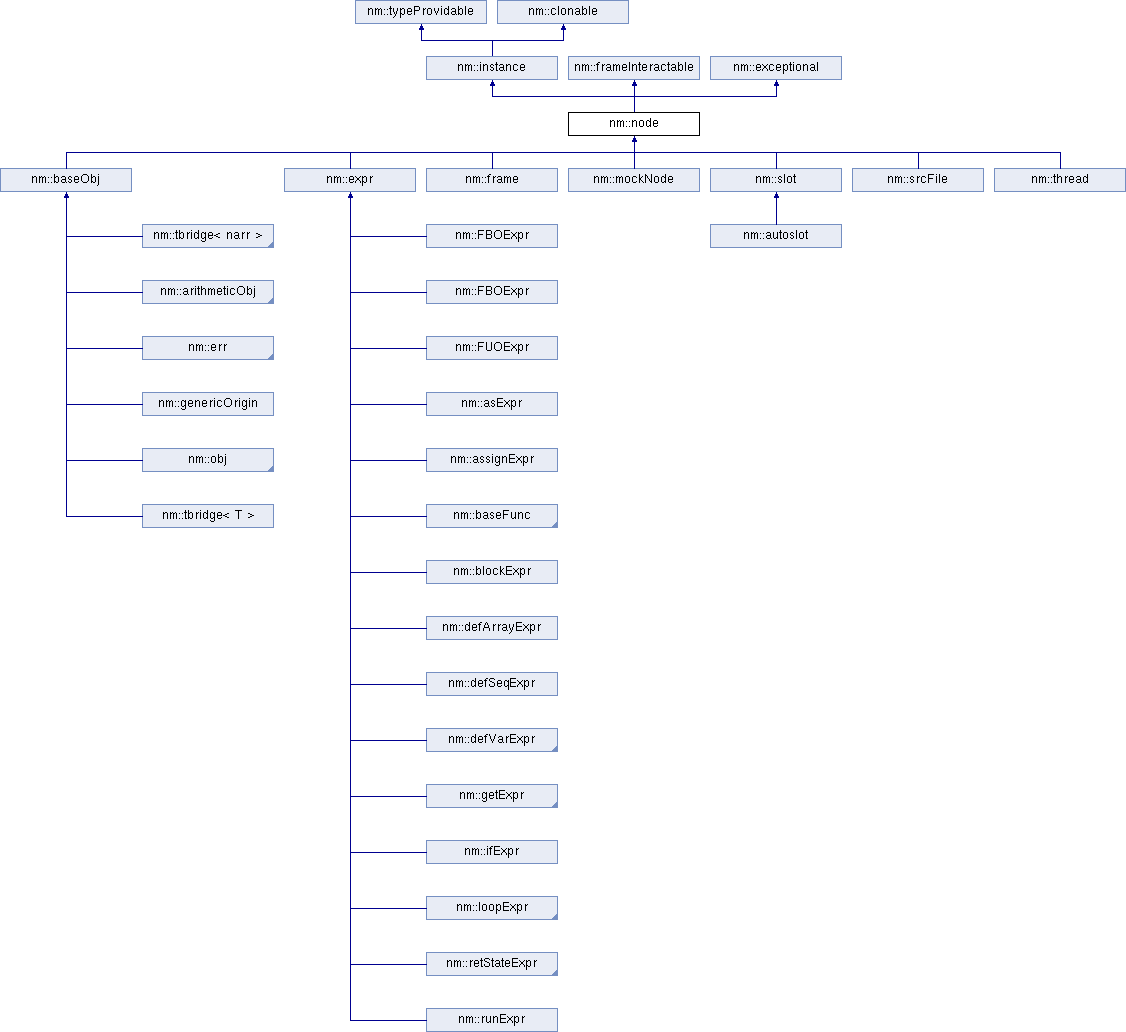 nm::typeProvidable
nm::clonable
nm::instance
nm::frameInteractable
nm::exceptional
nm::node
nm::baseObj
nm::expr
nm::frame
nm::mockNode
nm::slot
nm::srcFile
nm::thread
nm::tbridge< narr >
nm::FBOExpr
nm::autoslot
nm::arithmeticObj
nm::FBOExpr
nm::err
nm::FUOExpr
nm::genericOrigin
nm::asExpr
nm::obj
nm::assignExpr
nm::tbridge< T >
nm::baseFunc
nm::blockExpr
nm::defArrayExpr
nm::defSeqExpr
nm::defVarExpr
nm::getExpr
nm::ifExpr
nm::loopExpr
nm::retStateExpr
nm::runExpr